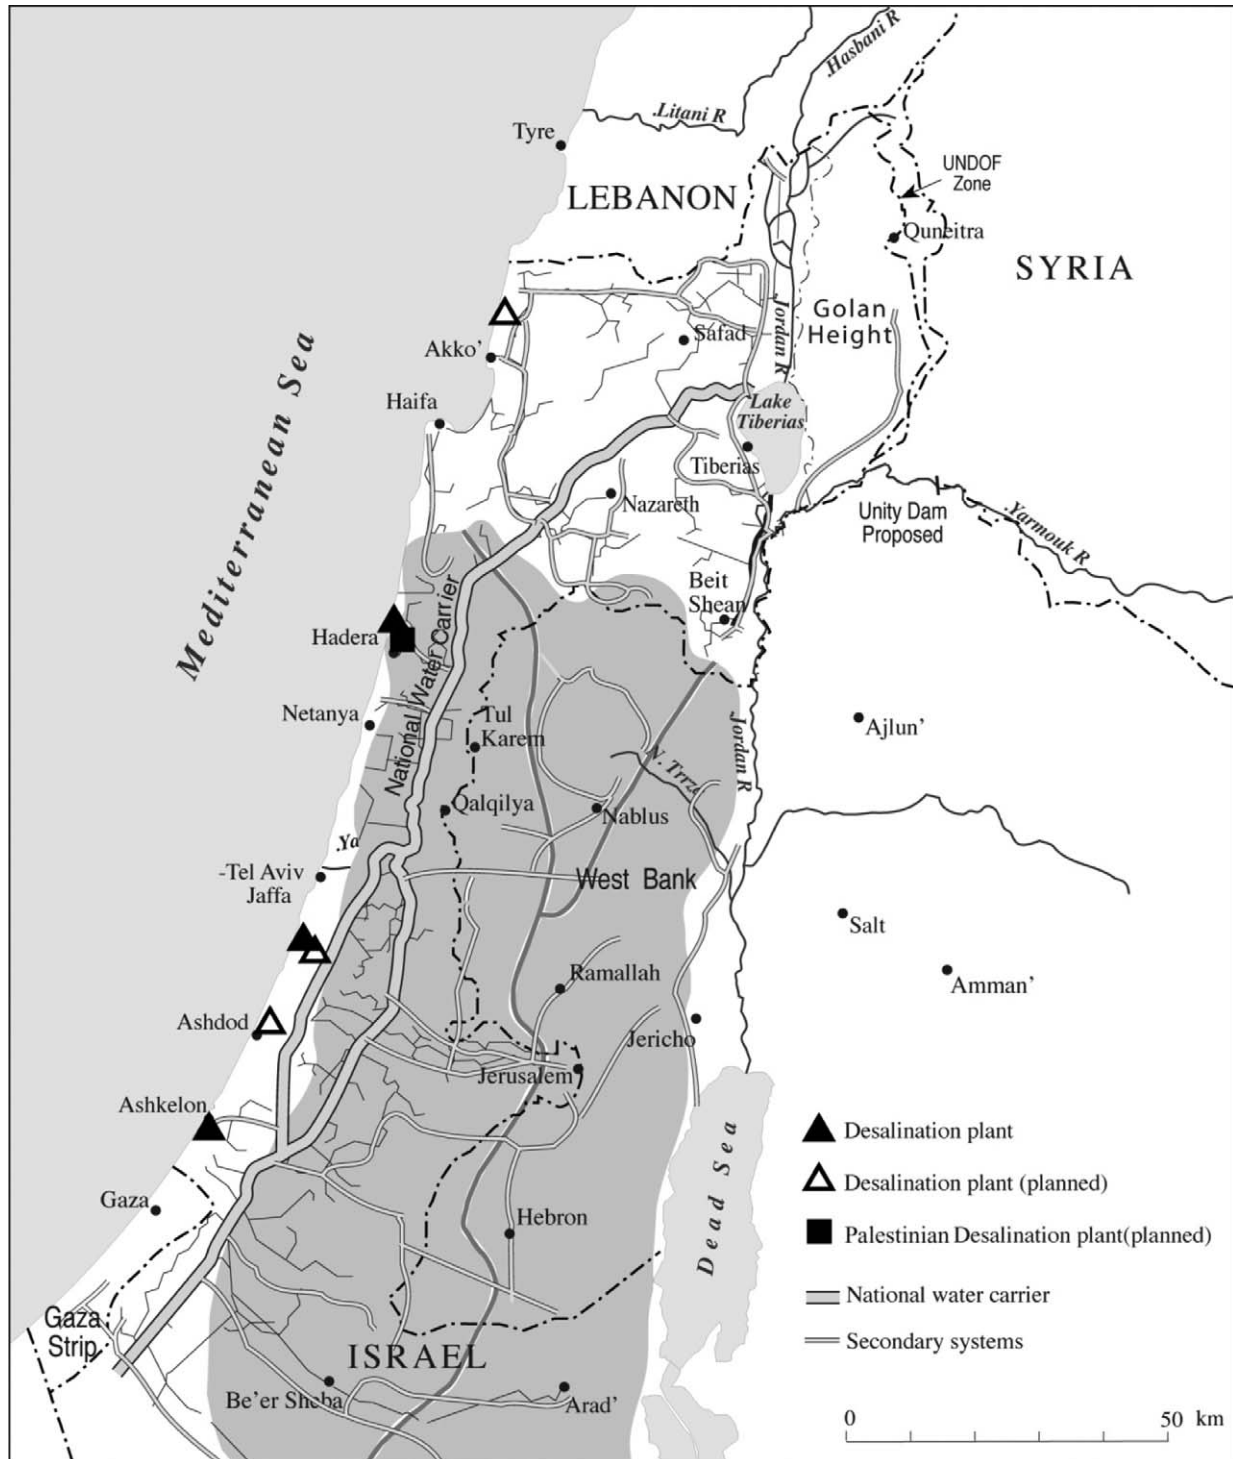 .Hasbani R
.Litani R
Tyre
UNDOF
Zone
LEBANON
Quneitra
SYRIA
Golan
Height
Jordan R
Safad
Akko'
Haifa
Lake
Tiberias
Tiberias
Mediterranean Sea
Nazareth
Unity Dam
Proposed
.Yarmouk R
Beit
Shean
Hadera
National Water Carrier
Netanya
Tul
Karem
.Jordan R
Ajlun'
N. Trrz
Qalqilya
Nablus
.Ya
-Tel Aviv
Jaffa
West Bank
Salt
Ramallah
Amman'
Ashdod
Jericho
Jerusalem
Ashkelon
Desalination plant
Dead Sea
Desalination plant (planned)
Gaza
Hebron
Palestinian Desalination plant(planned)
National water carrier
Gaza
Strip
Secondary systems
ISRAEL
Be'er Sheba
Arad'
0 50 km